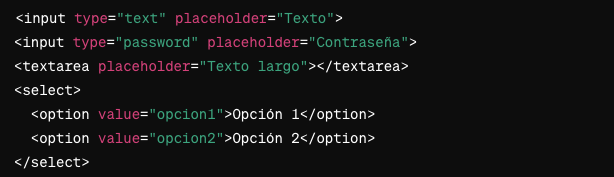 <input type="text" placeholder="Texto">
<input type="password" placeholder="Contraseña">
<textarea placeholder="Texto largo"></textarea>
<select>
  <option value="opcion1">Opción 1</option>
  <option value="opcion2">Opción 2</option>
</select>